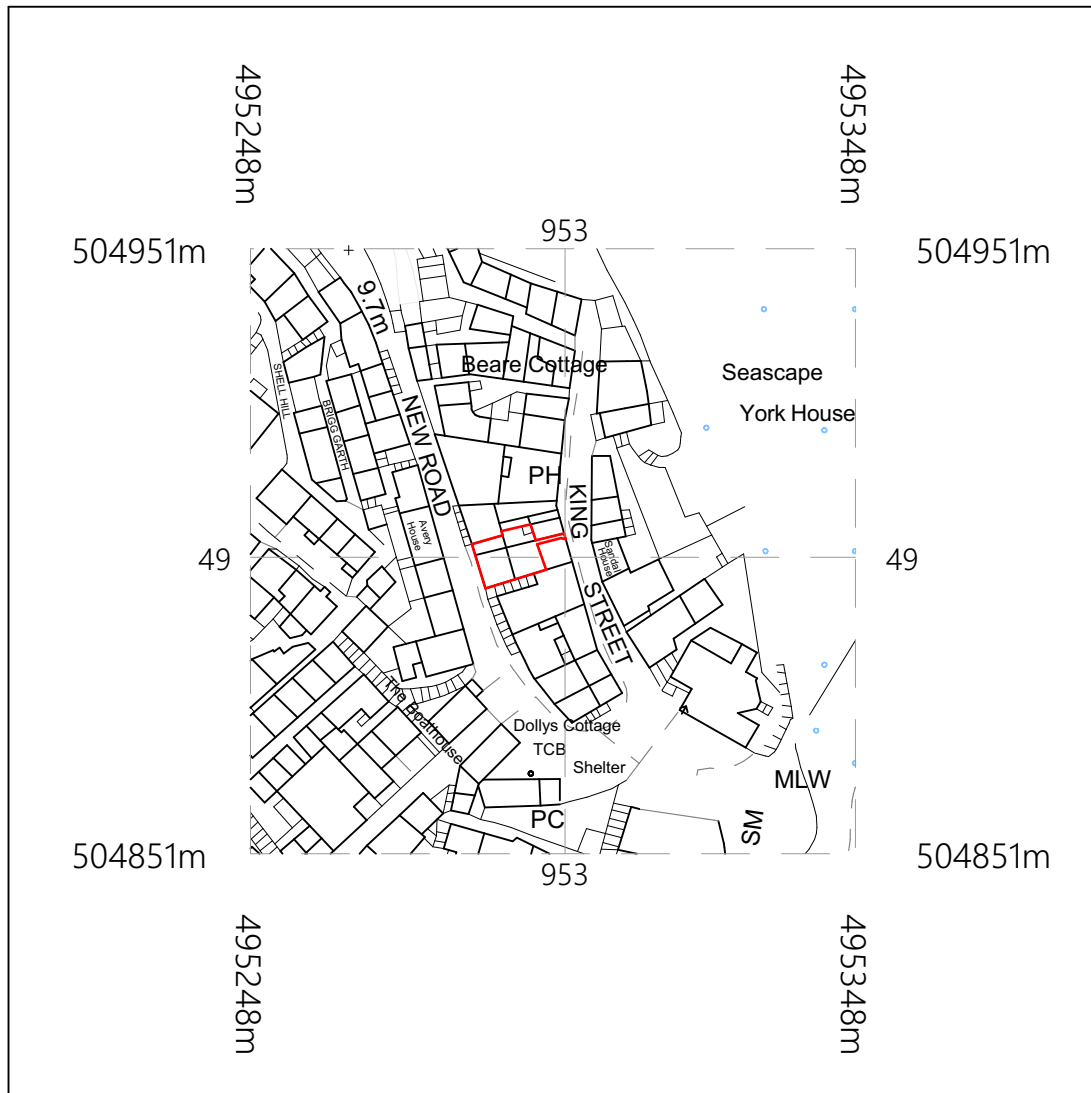 495248m
495348m
504951m
953
504951m
9.7m
Beare Cottage
Seascape
SHELL HILL
BRIGG GARTH
NEW ROAD
York House
PH
KING
Avery
House
Sandal
House
49
49
STREET
The Boathouse
Dollys Cottage
TCB
Shelter
MLW
PC
SM
504851m
953
504851m
495248m
495348m